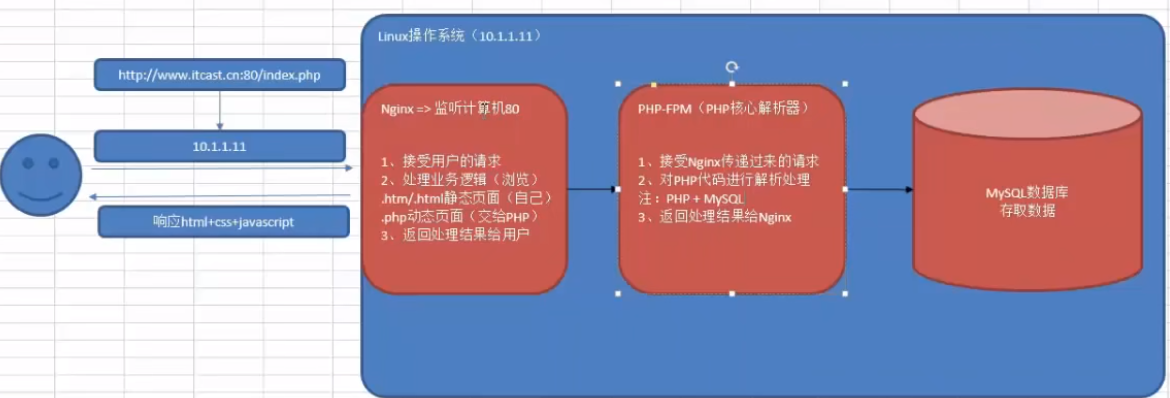 Linux操作系统（10.1.1.11）
http://www.itcast.cn:80/index.php
10.1.1.11
响应html+css+javascript
Nginx => 监听计算机80
1、接受用户的请求
2、处理业务逻辑（浏览）
.htm/.html静态页面（自己）
.php动态页面（交给PHP）
3、返回处理结果给用户
PHP-FPM（PHP核心解析器）
1、接受Nginx传递过来的请求
2、对PHP代码进行解析处理
注：PHP + MySQL
3、返回处理结果给Nginx
MySQL数据库
存取数据